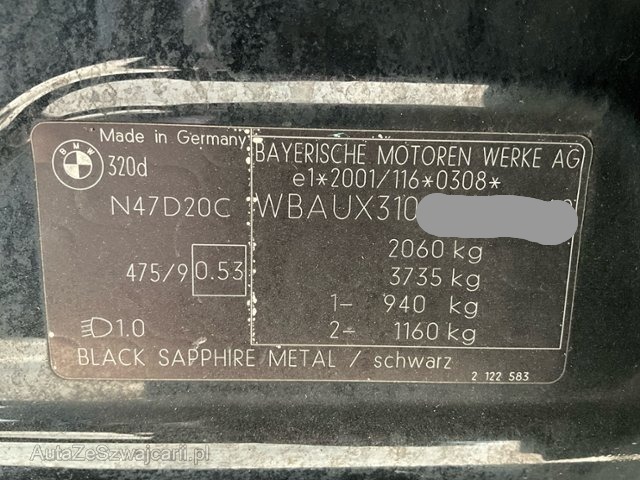 Made in Germany
BMW
320d
N47D20C
475/9 0.53
1.0
BLACK SAPPHIRE METAL / schwarz
BAYERISCHE MOTOREN WERKE AG
e1*2001/116*0308*
WBAUX310
2060 kg
3735 kg
1- 940 kg
2- 1160 kg
2 122 583
AutaZeSzwajcarii.pl